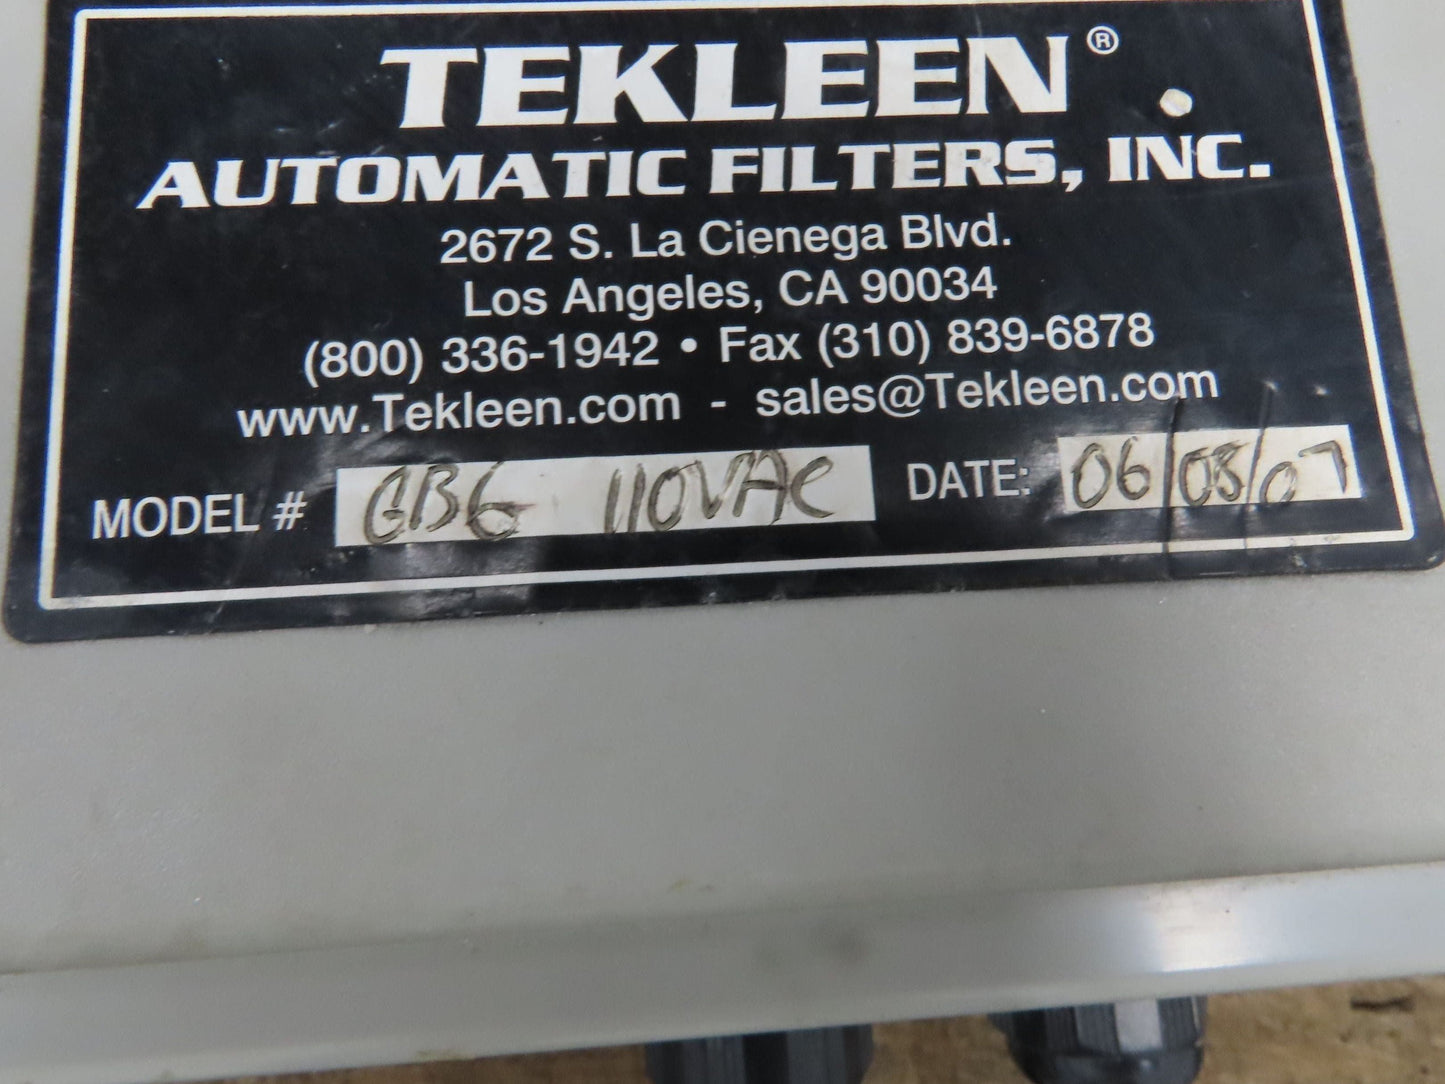 TEKLEEN®
AUTOMATIC FILTERS, INC.
2672 S. La Cienega Blvd.
Los Angeles, CA 90034
(800) 336-1942 • Fax (310) 839-6878
www.Tekleen.com - sales@Tekleen.com
MODEL # GB6 110VAC DATE: 06/08/07